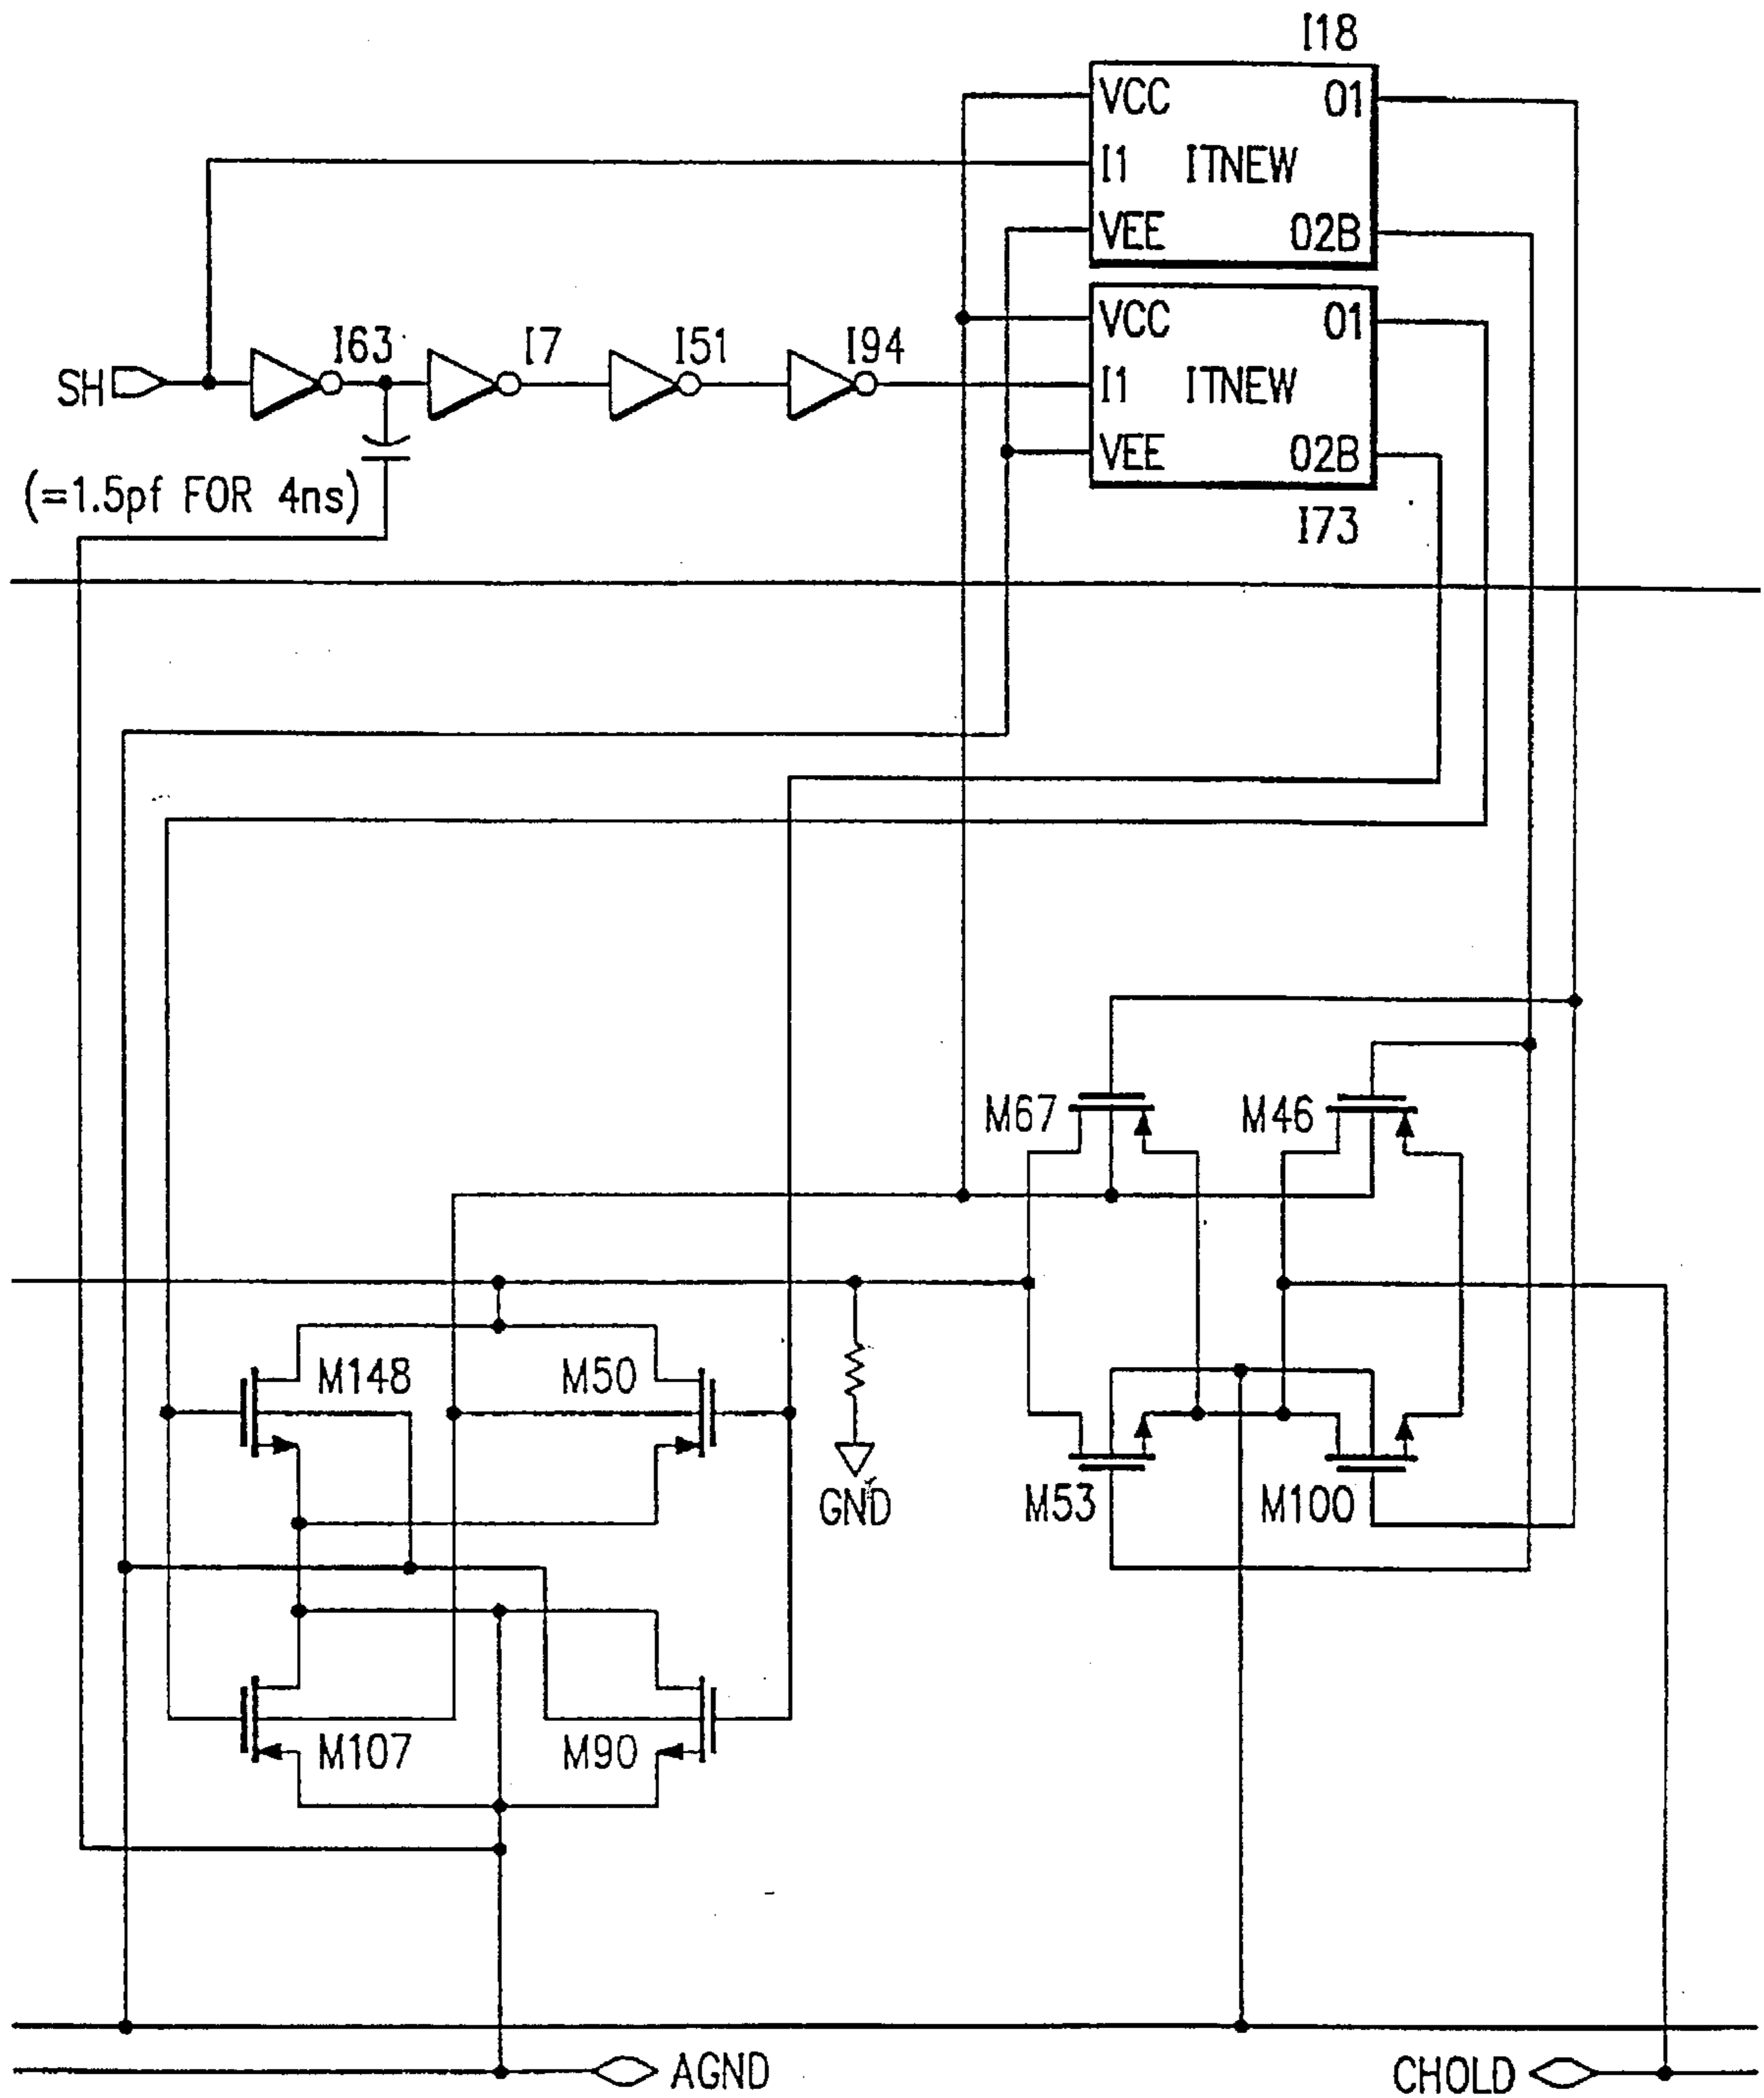 I18
VCC O1
I1 ITNEW
VEE O2B
VCC O1
I63 I7 I51 I94
SH
I1 ITNEW
VEE O2B
(=1.5pf FOR 4ns)
I73
M67 M46
M148 M50
GND M53 M100
M107 M90
AGND CHOLD